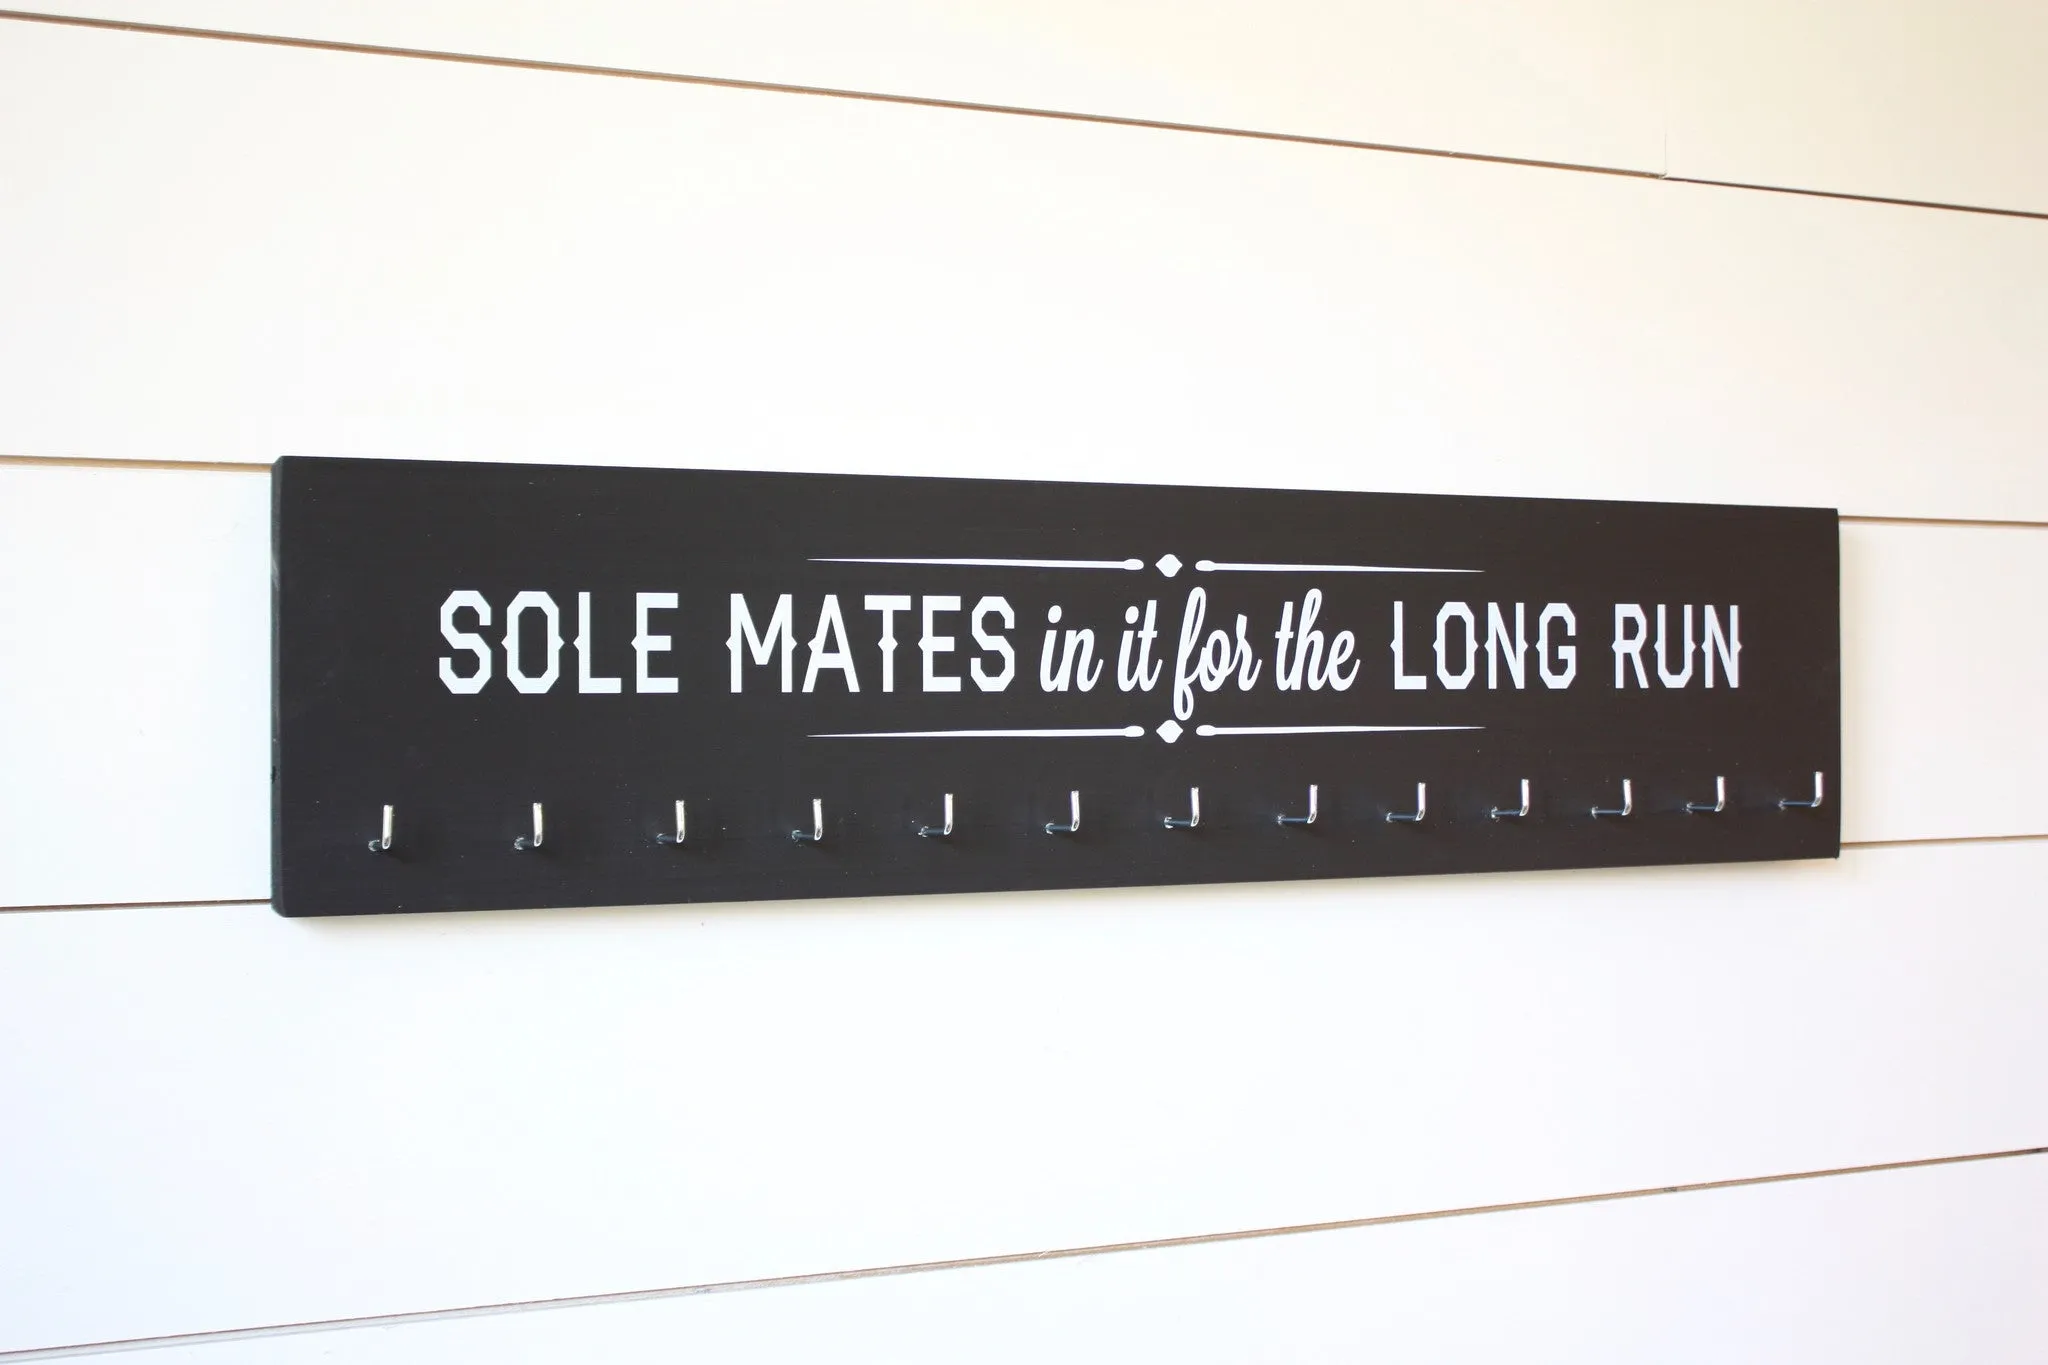 SOLE MATES in it for the LONG RUN